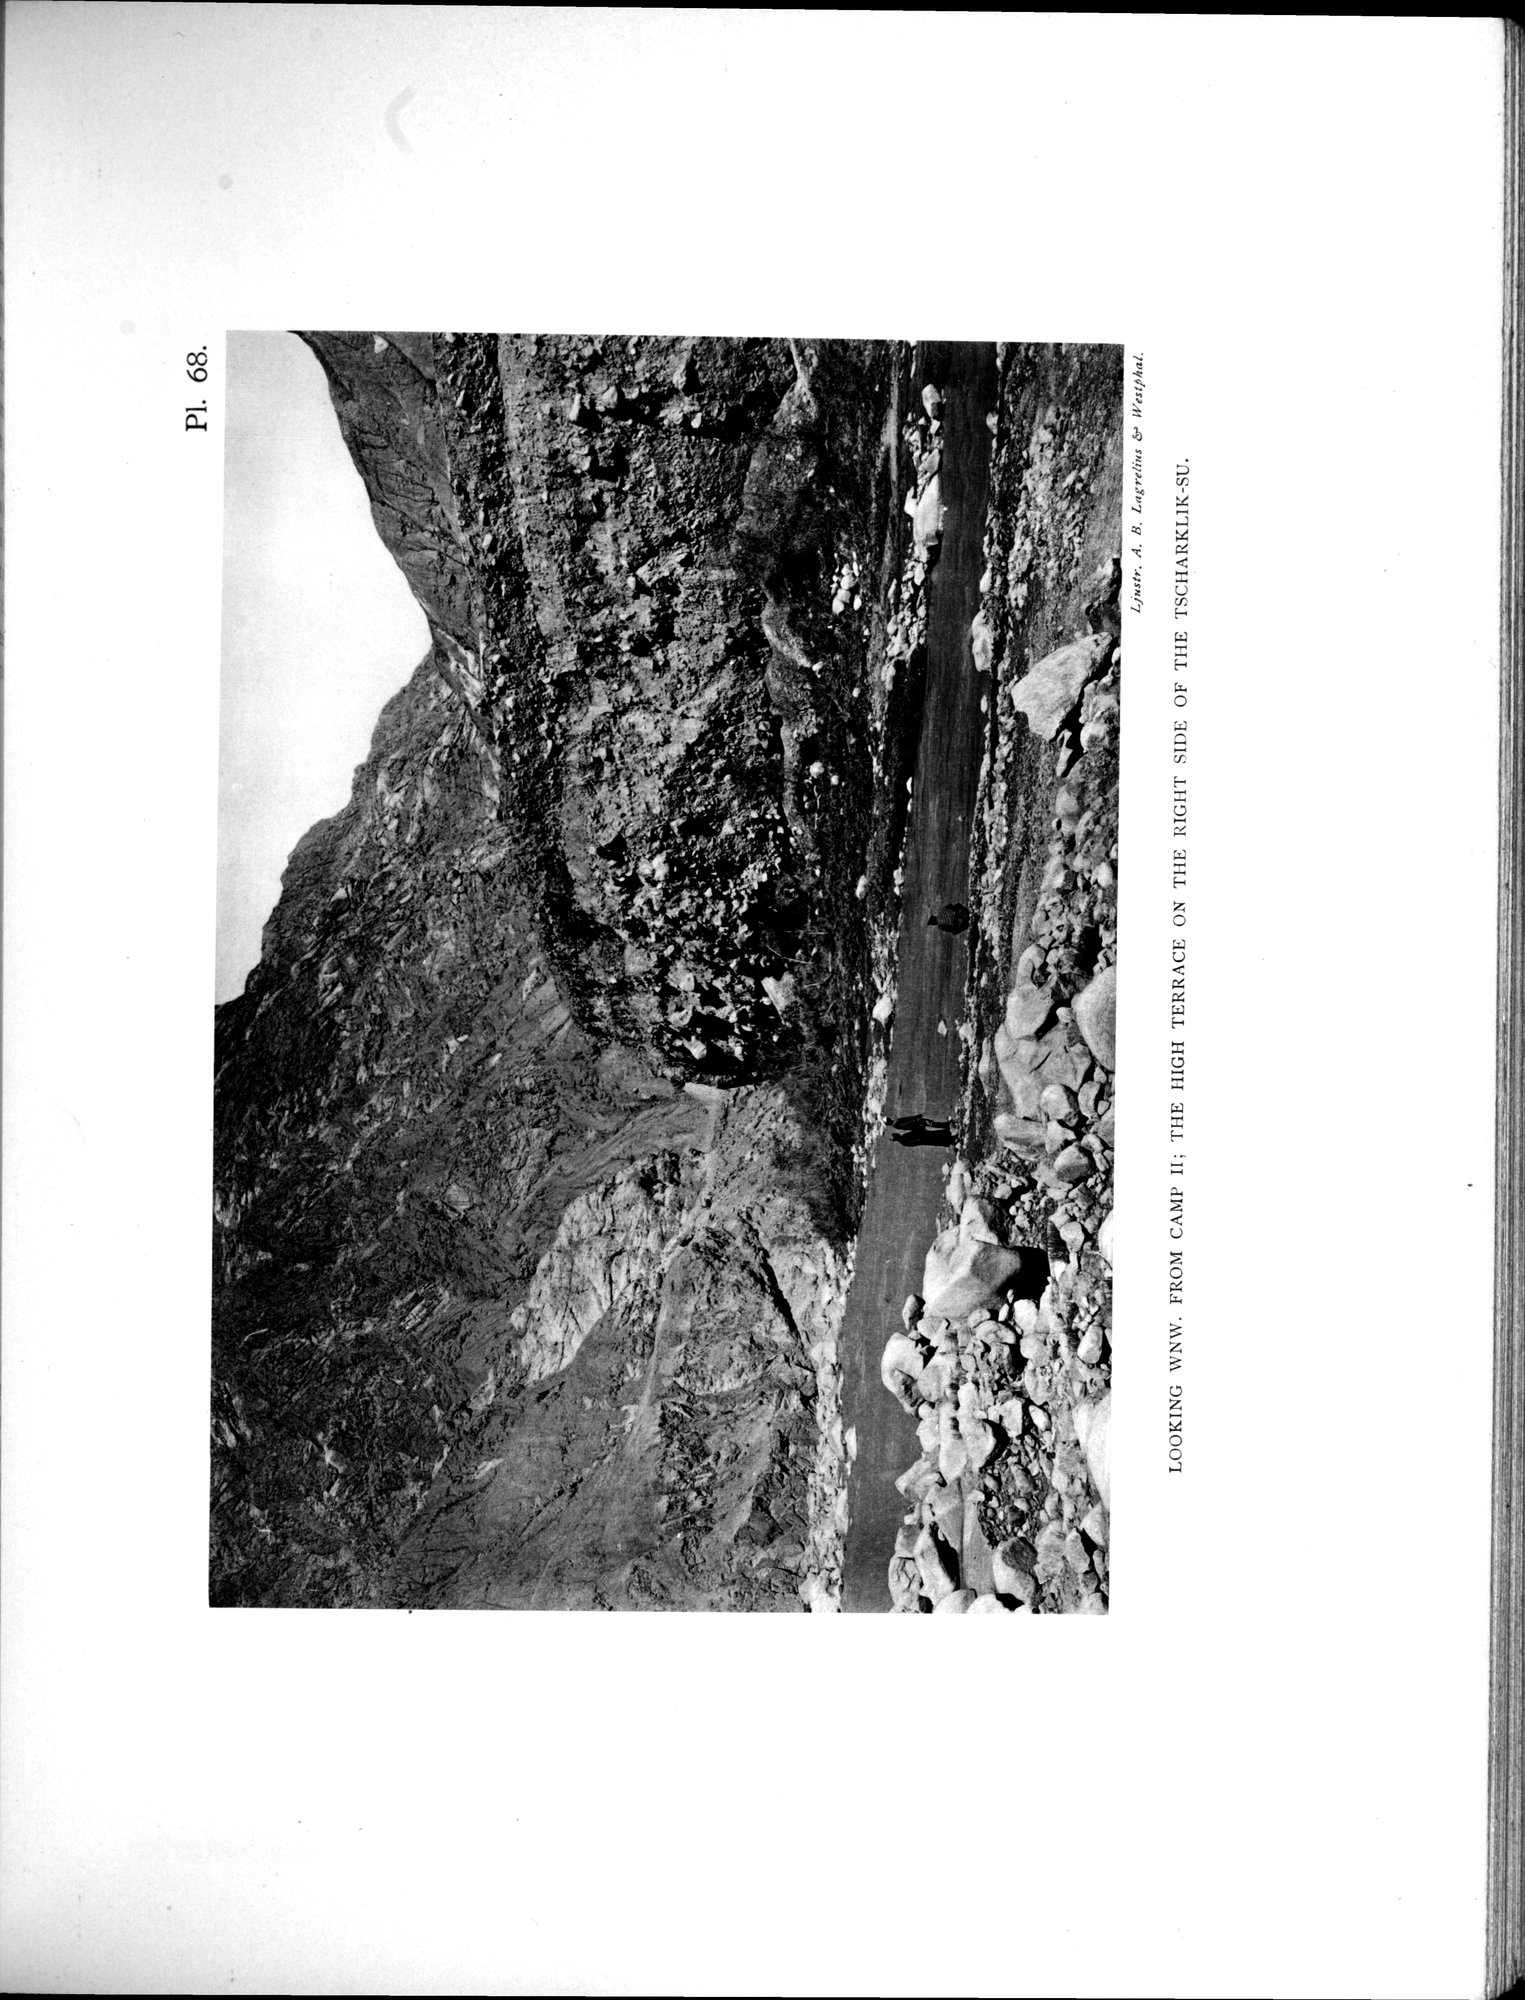 Pl. 68.
Ljustr. A. B. Lagrelius & Westphal.
LOOKING WNW. FROM CAMP II; THE HIGH TERRACE ON THE RIGHT SIDE OF THE TSCHARKLIK-SU.